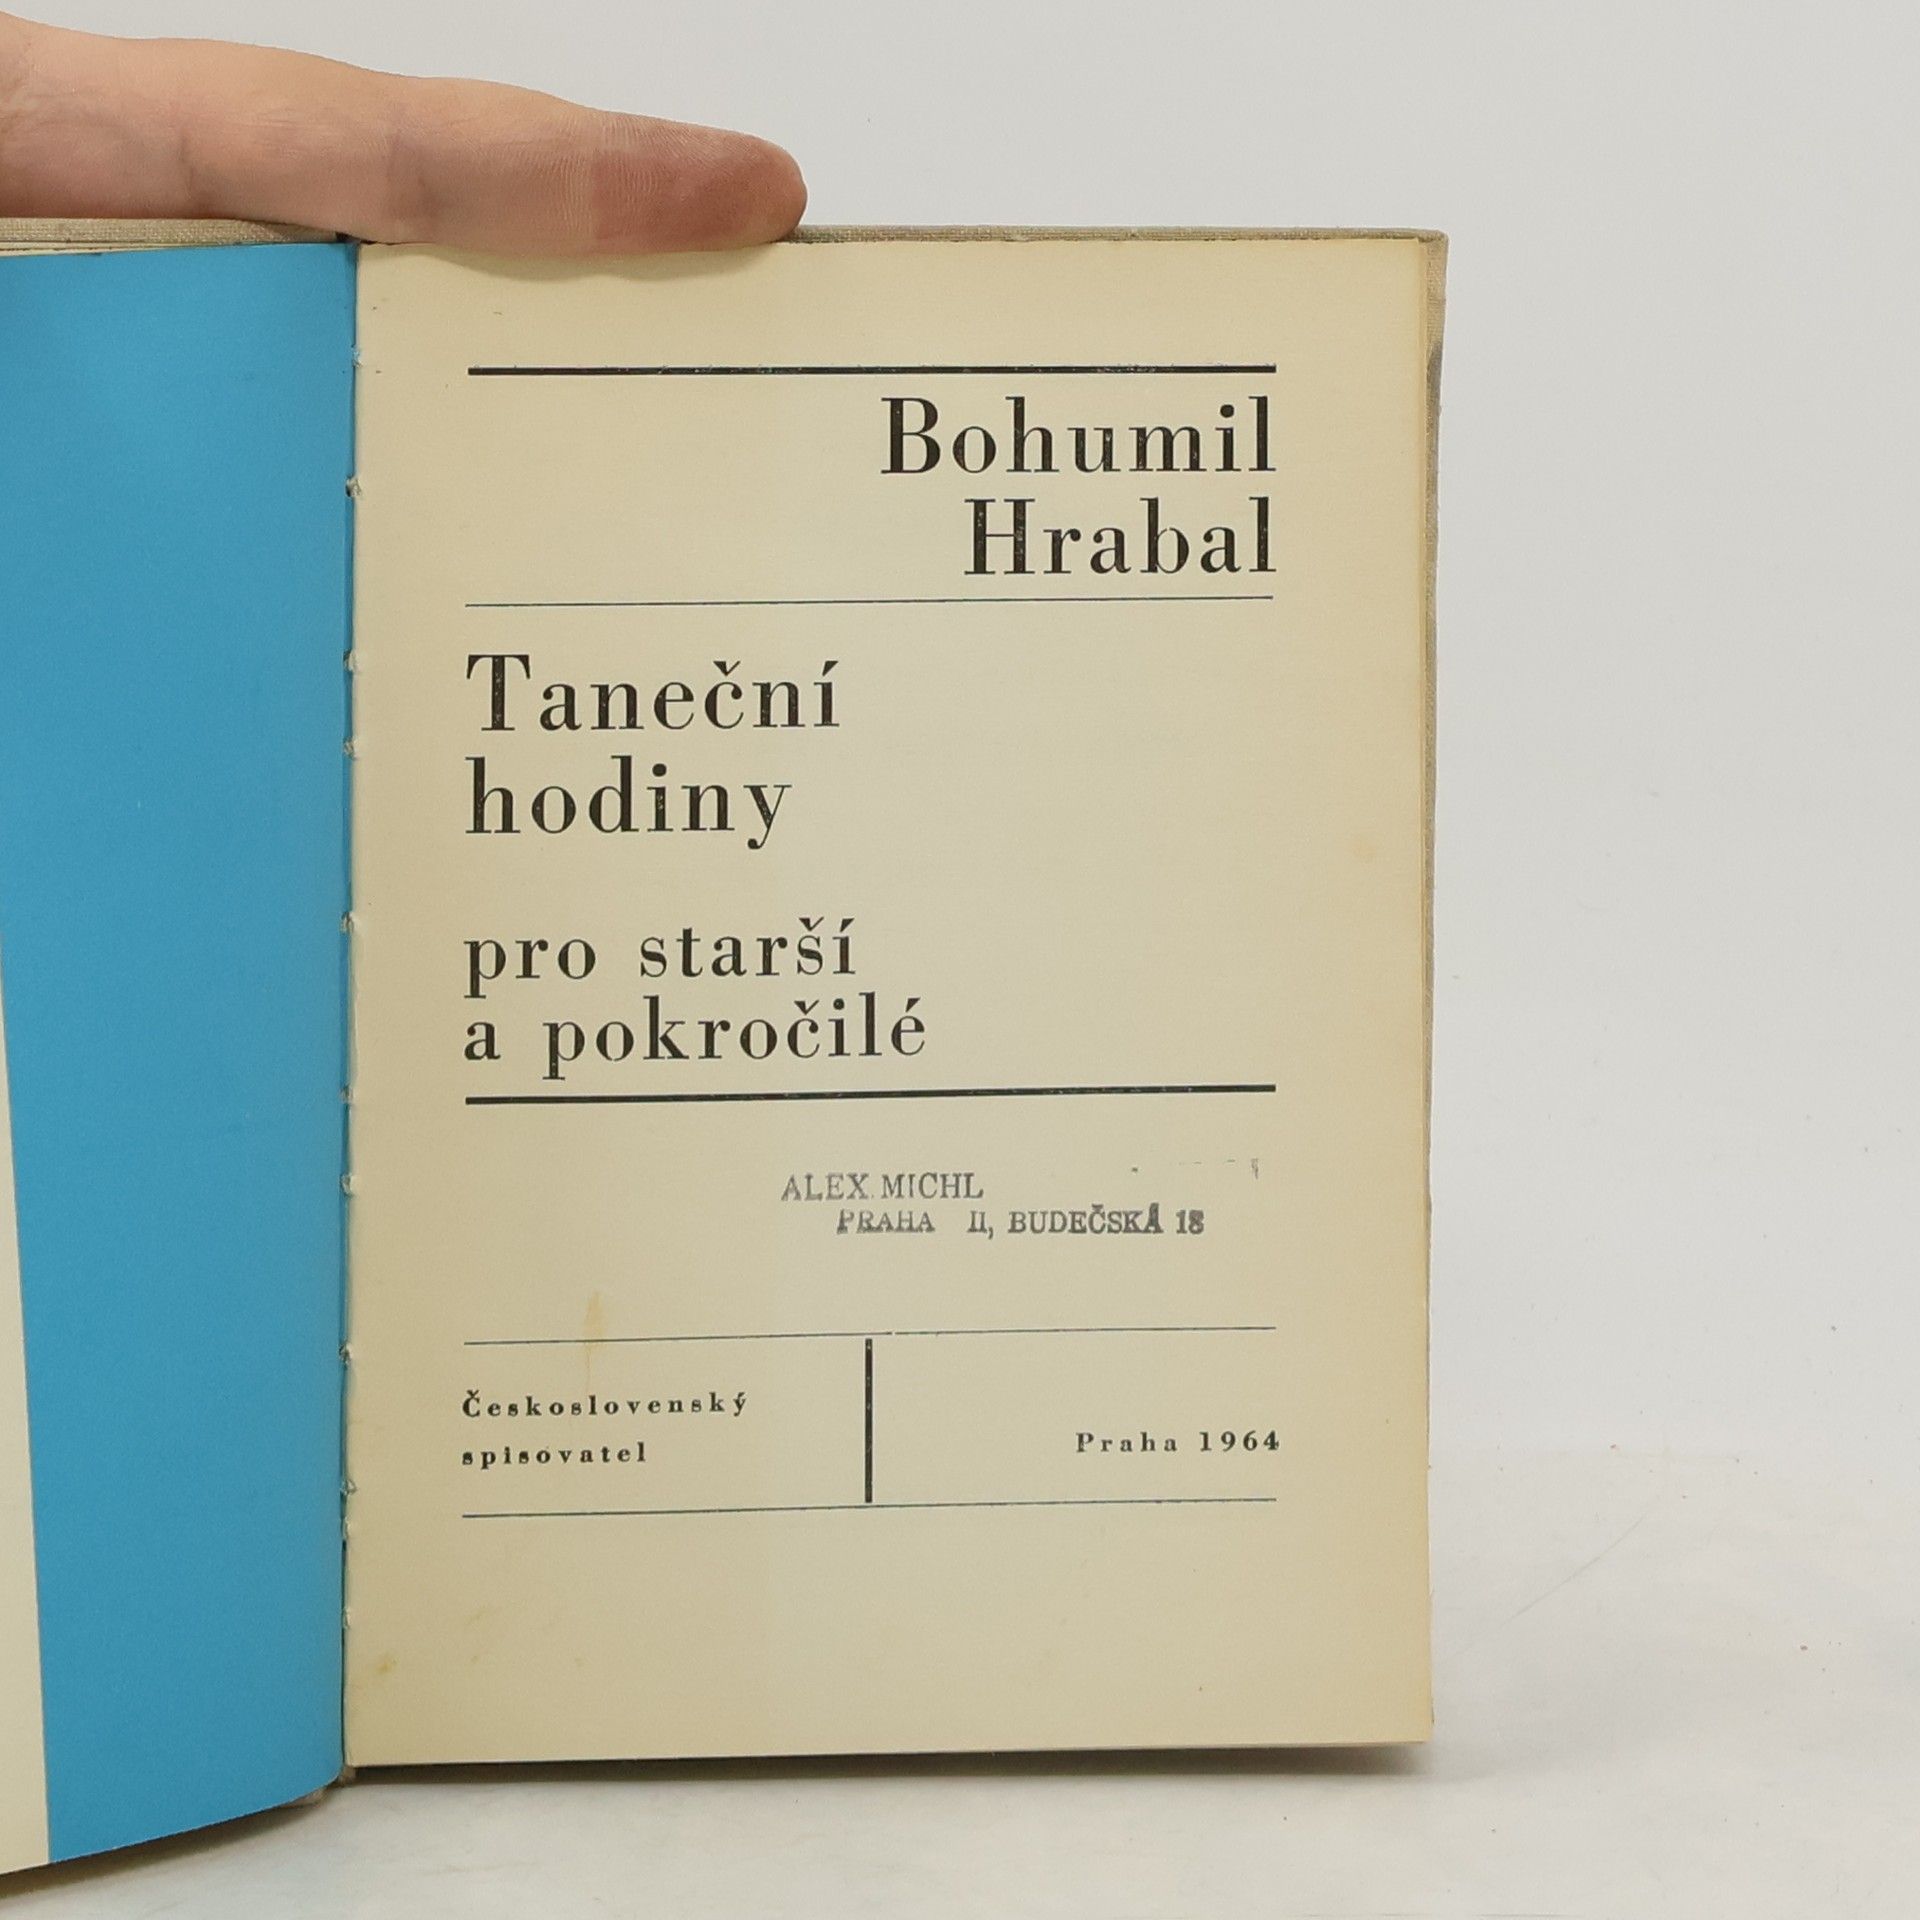 Bohumil
Hrabal
Taneční
hodiny
pro starší
a pokročilé
ALEX. MICHL
PRAHA II, BUDEČSKÁ 18
Československý
spisovatel
Praha 1964